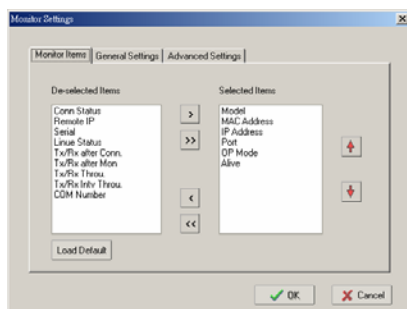 Monitor Settings
Monitor Items
General Settings
Advanced Settings
De-selected Items
Conn Status
Remote IP
Serial
Linue Status
Tx/Rx after Conn.
Tx/Rx after Mon
Tx/Rx Throu.
Tx/Rx Intv Throu.
COM Number
>
>>
<
<<
Selected Items
Model
MAC Address
IP Address
Port
OP Mode
Alive
Load Default
OK
Cancel